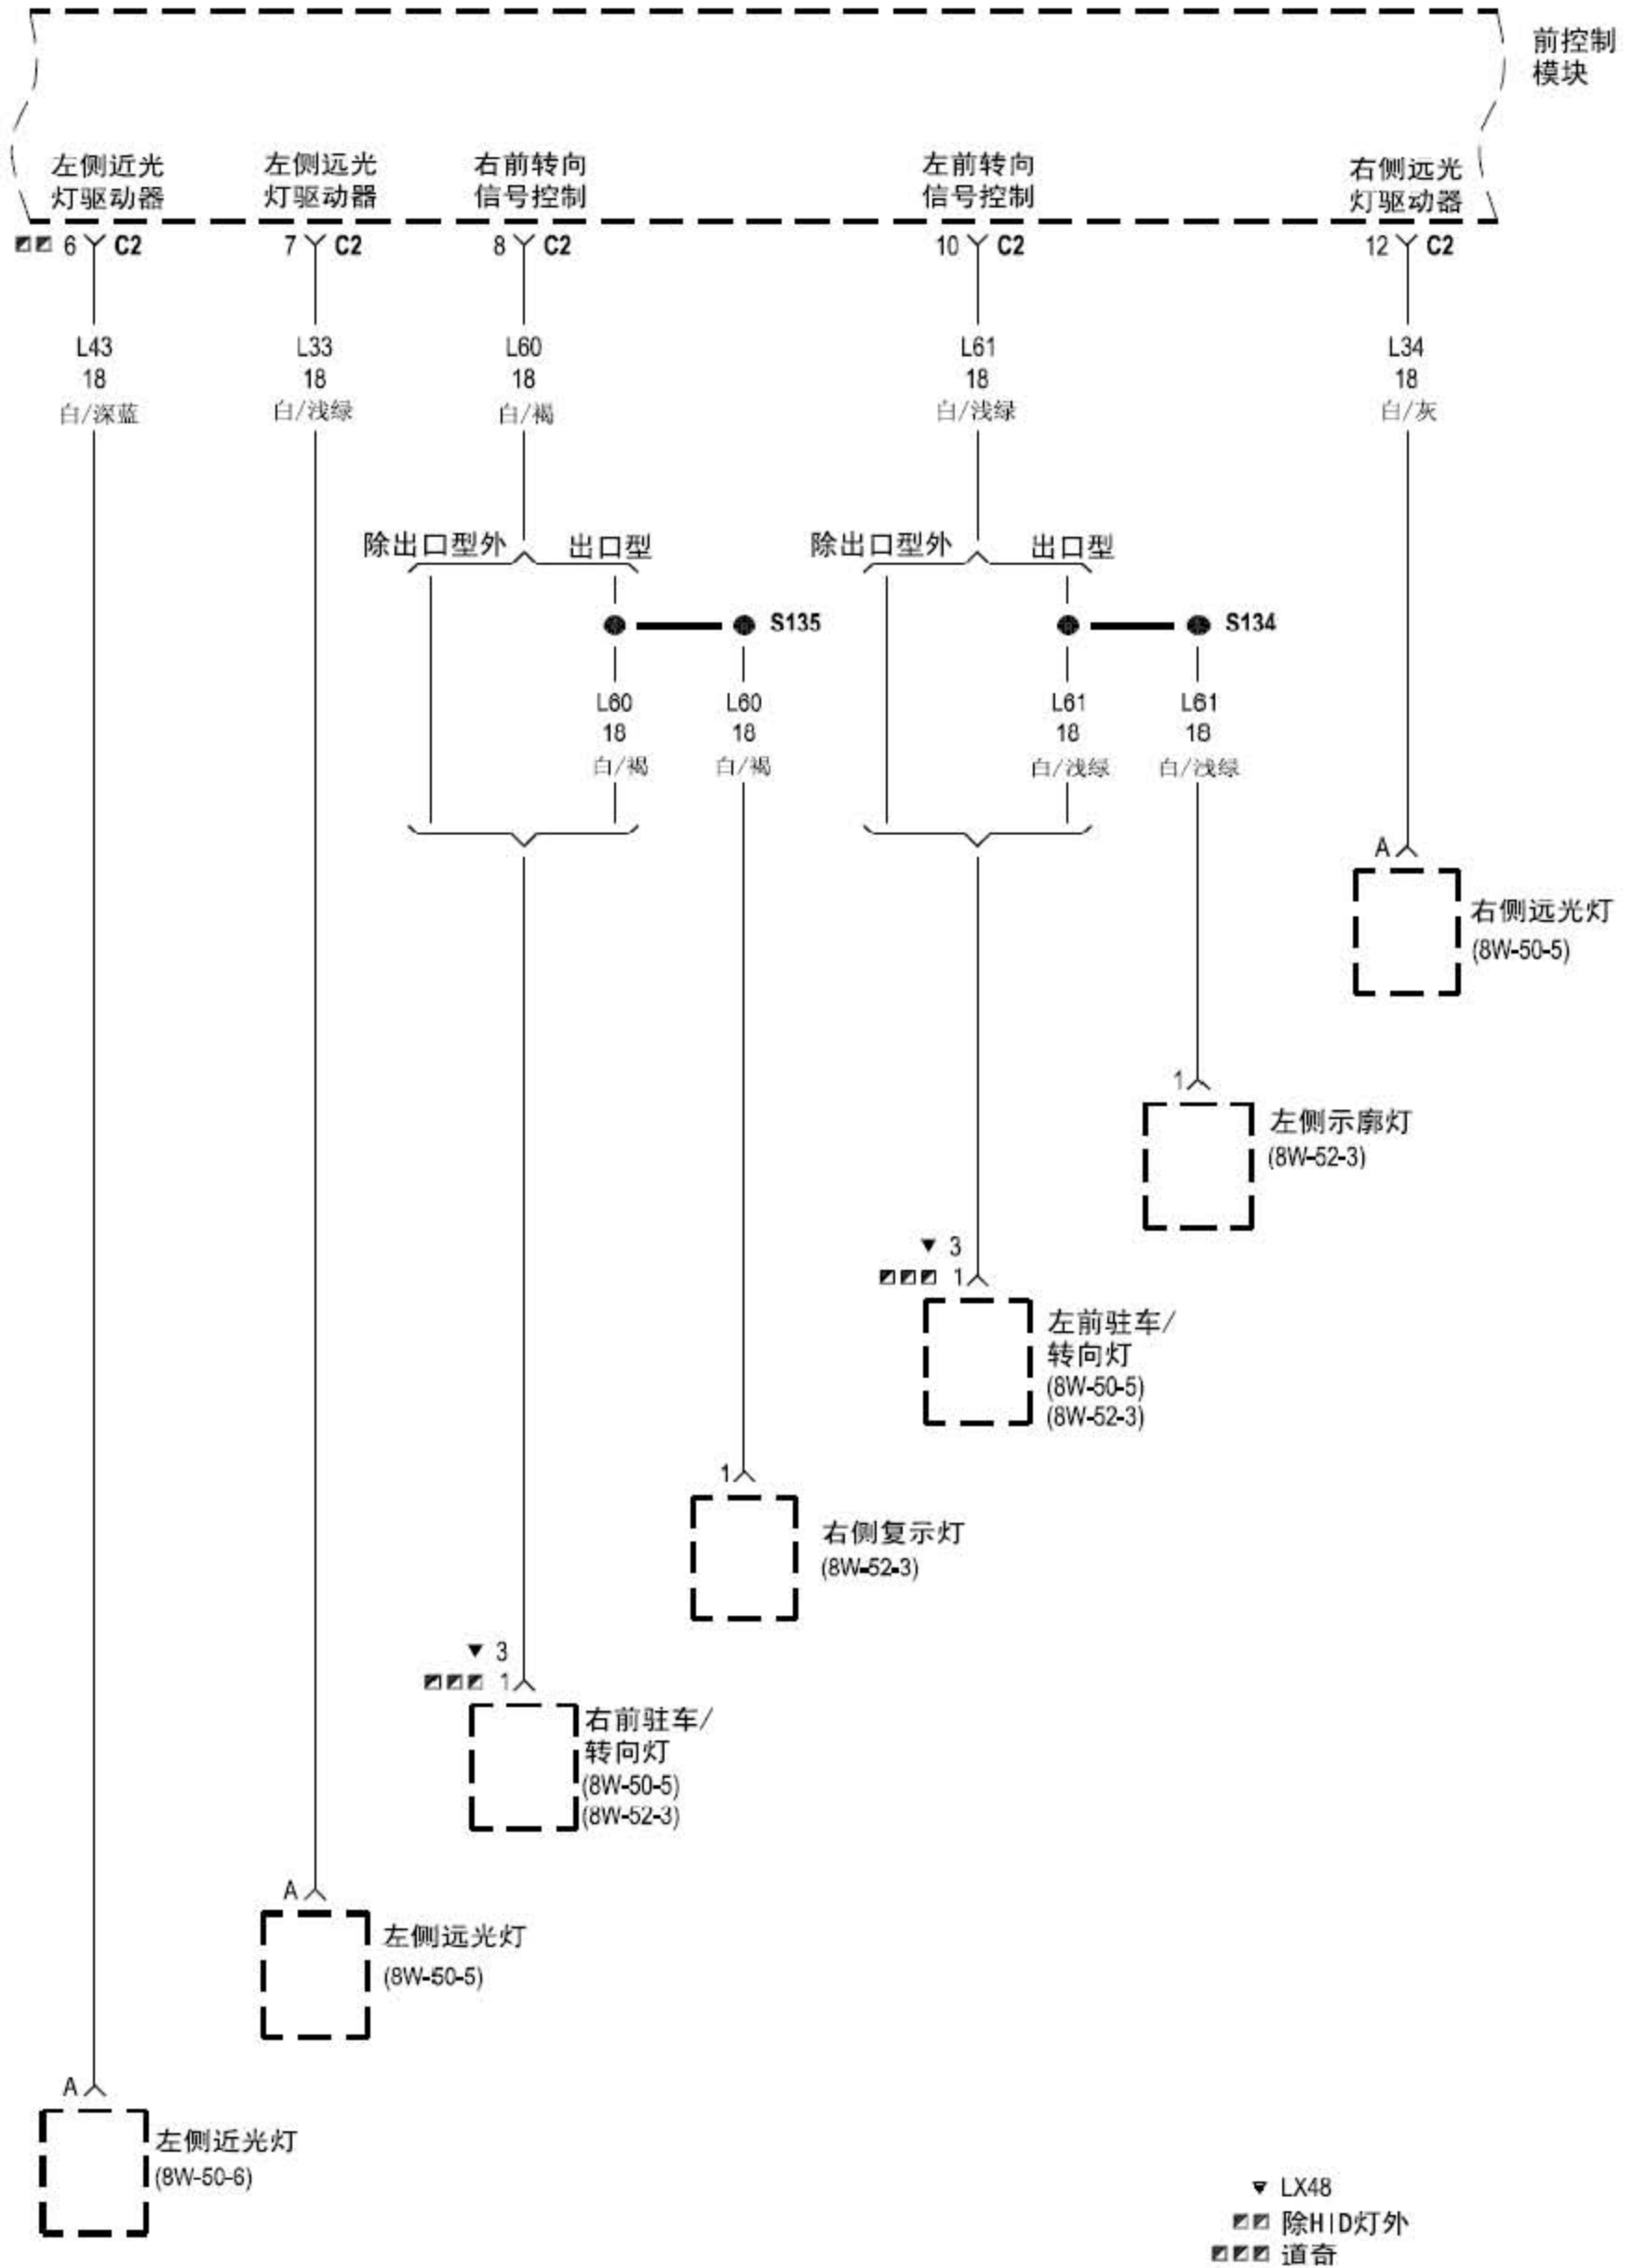 前控制
模块
左侧近光
灯驱动器
左侧远光
灯驱动器
右前转向
信号控制
左前转向
信号控制
右侧远光
灯驱动器
6 C2
7 C2
8 C2
10 C2
12 C2
L43
18
白/深蓝
L33
18
白/浅绿
L60
18
白/褐
L61
18
白/浅绿
L34
18
白/灰
除出口型外
出口型
除出口型外
出口型
S135
S134
L60
18
白/褐
L60
18
白/褐
L61
18
白/浅绿
L61
18
白/浅绿
A
右侧远光灯
(8W-50-5)
1
左侧示廓灯
(8W-52-3)
3
1
左前驻车/
转向灯
(8W-50-5)
(8W-52-3)
1
右侧复示灯
(8W-52-3)
3
1
右前驻车/
转向灯
(8W-50-5)
(8W-52-3)
A
左侧远光灯
(8W-50-5)
A
左侧近光灯
(8W-50-6)
LX48
除HID灯外
道奇